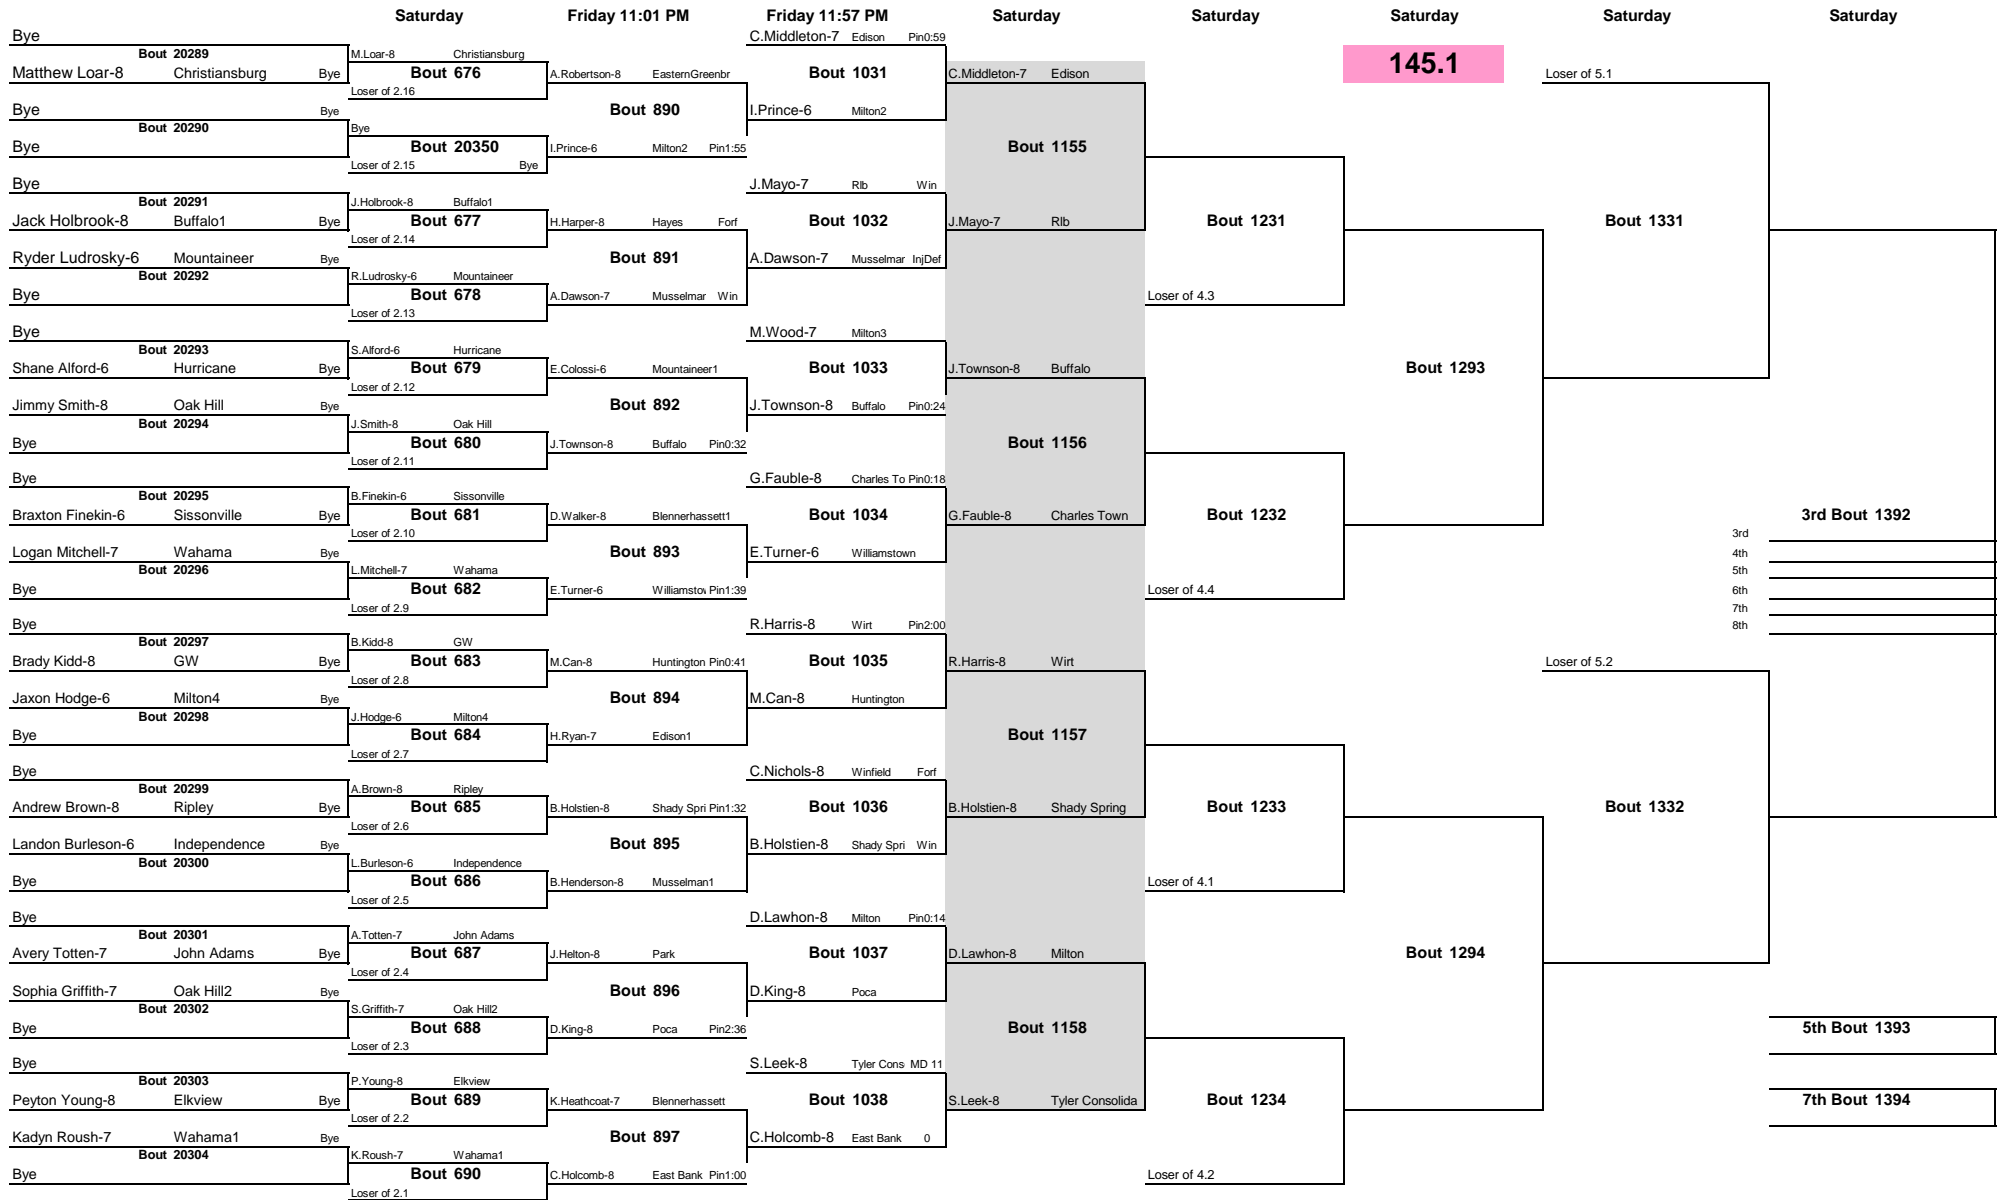 Saturday Friday 11:01 PM Friday 11:57 PM Saturday Saturday Saturday Saturday Saturday
145.1
Bye
Bout 20289
Matthew Loar-8 Christiansburg Bye
Bye Bye
Bout 20290
Bye
Bye
Bout 20291
Jack Holbrook-8 Buffalo1 Bye
Ryder Ludrosky-6 Mountaineer Bye
Bout 20292
Bye
Bye
Bout 20293
Shane Alford-6 Hurricane Bye
Jimmy Smith-8 Oak Hill Bye
Bout 20294
Bye
Bye
Bout 20295
Braxton Finekin-6 Sissonville Bye
Logan Mitchell-7 Wahama Bye
Bout 20296
Bye
Bye
Bout 20297
Brady Kidd-8 GW Bye
Jaxon Hodge-6 Milton4 Bye
Bout 20298
Bye
Bye
Bout 20299
Andrew Brown-8 Ripley Bye
Landon Burleson-6 Independence Bye
Bout 20300
Bye
Bye
Bout 20301
Avery Totten-7 John Adams Bye
Sophia Griffith-7 Oak Hill2 Bye
Bout 20302
Bye
Bye
Bout 20303
Peyton Young-8 Elkview Bye
Kadyn Roush-7 Wahama1 Bye
Bout 20304
Bye
M.Loar-8 Christiansburg
Bout 676
Loser of 2.16
Bye
Bout 20350
Loser of 2.15 Bye
J.Holbrook-8 Buffalo1
Bout 677
Loser of 2.14
R.Ludrosky-6 Mountaineer
Bout 678
Loser of 2.13
S.Alford-6 Hurricane
Bout 679
Loser of 2.12
J.Smith-8 Oak Hill
Bout 680
Loser of 2.11
B.Finekin-6 Sissonville
Bout 681
Loser of 2.10
L.Mitchell-7 Wahama
Bout 682
Loser of 2.9
B.Kidd-8 GW
Bout 683
Loser of 2.8
J.Hodge-6 Milton4
Bout 684
Loser of 2.7
A.Brown-8 Ripley
Bout 685
Loser of 2.6
L.Burleson-6 Independence
Bout 686
Loser of 2.5
A.Totten-7 John Adams
Bout 687
Loser of 2.4
S.Griffith-7 Oak Hill2
Bout 688
Loser of 2.3
P.Young-8 Elkview
Bout 689
Loser of 2.2
K.Roush-7 Wahama1
Bout 690
Loser of 2.1
A.Robertson-8 EasternGreenbr
Bout 890
I.Prince-6 Milton2 Pin1:55
H.Harper-8 Hayes Forf
Bout 891
A.Dawson-7 Musselmar Win
E.Colossi-6 Mountaineer1
Bout 892
J.Townson-8 Buffalo Pin0:32
D.Walker-8 Blennerhassett1
Bout 893
E.Turner-6 Williamstov Pin1:39
M.Can-8 Huntington Pin0:41
Bout 894
H.Ryan-7 Edison1
B.Holstien-8 Shady Spri Pin1:32
Bout 895
B.Henderson-8 Musselman1
J.Helton-8 Park
Bout 896
D.King-8 Poca Pin2:36
K.Heathcoat-7 Blennerhassett
Bout 897
C.Holcomb-8 East Bank Pin1:00
C.Middleton-7 Edison Pin0:59
Bout 1031
I.Prince-6 Milton2
J.Mayo-7 Rlb Win
Bout 1032
A.Dawson-7 Musselmar InjDef
M.Wood-7 Milton3
Bout 1033
J.Townson-8 Buffalo Pin0:24
G.Fauble-8 Charles To Pin0:18
Bout 1034
E.Turner-6 Williamstown
R.Harris-8 Wirt Pin2:00
Bout 1035
M.Can-8 Huntington
C.Nichols-8 Winfield Forf
Bout 1036
B.Holstien-8 Shady Spri Win
D.Lawhon-8 Milton Pin0:14
Bout 1037
D.King-8 Poca
S.Leek-8 Tyler Cons MD 11
Bout 1038
C.Holcomb-8 East Bank 0
C.Middleton-7 Edison
Bout 1155
J.Mayo-7 Rlb
J.Townson-8 Buffalo
Bout 1156
G.Fauble-8 Charles Town
R.Harris-8 Wirt
Bout 1157
B.Holstien-8 Shady Spring
D.Lawhon-8 Milton
Bout 1158
S.Leek-8 Tyler Consolida
Bout 1231
Loser of 4.3
Bout 1232
Loser of 4.4
Bout 1233
Loser of 4.1
Bout 1234
Loser of 4.2
Bout 1293
Bout 1294
Loser of 5.1
Bout 1331
Loser of 5.2
Bout 1332
3rd Bout 1392
3rd
4th
5th
6th
7th
8th
5th Bout 1393
7th Bout 1394